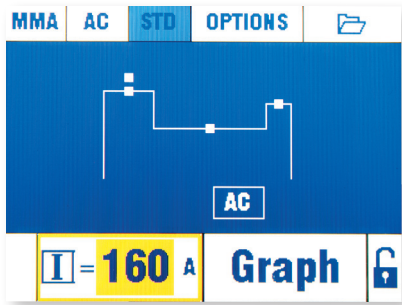 MMA AC STD OPTIONS
AC
I = 160 A Graph